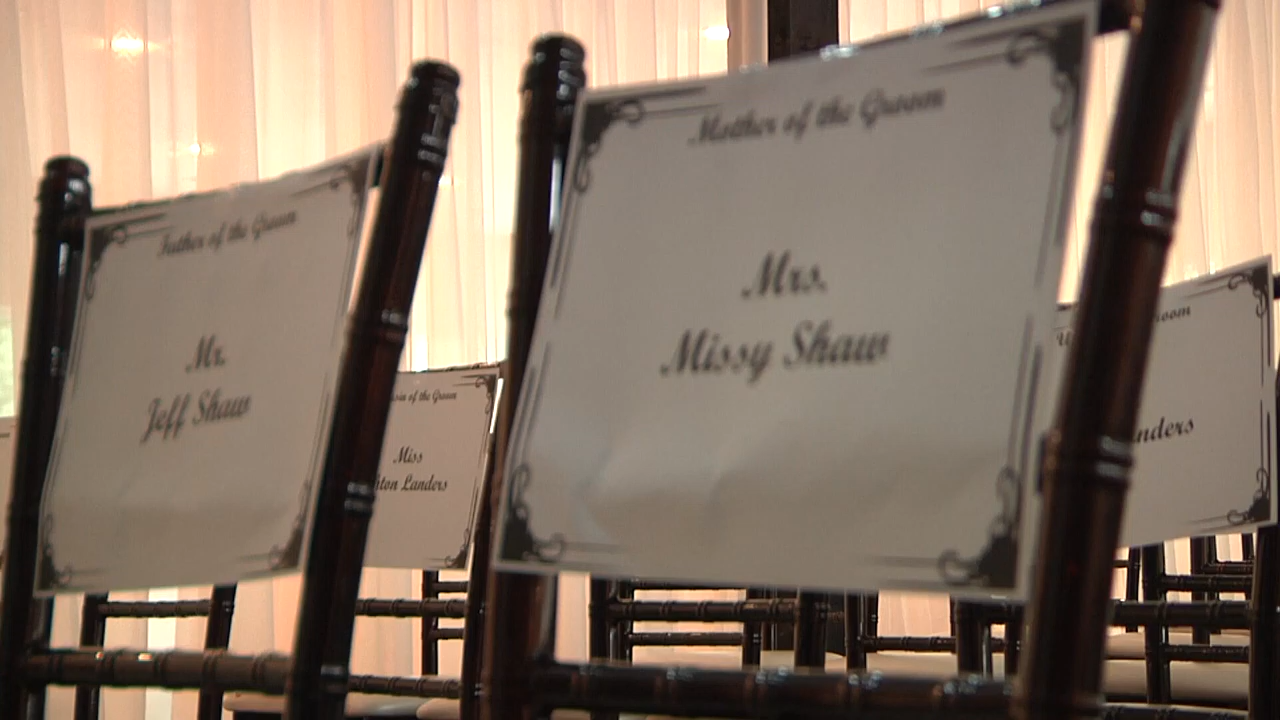 Father of the Groom
Mr.
Jeff Shaw
of the Groom
Miss
Landers
Mother of the Groom
Mrs.
Missy Shaw